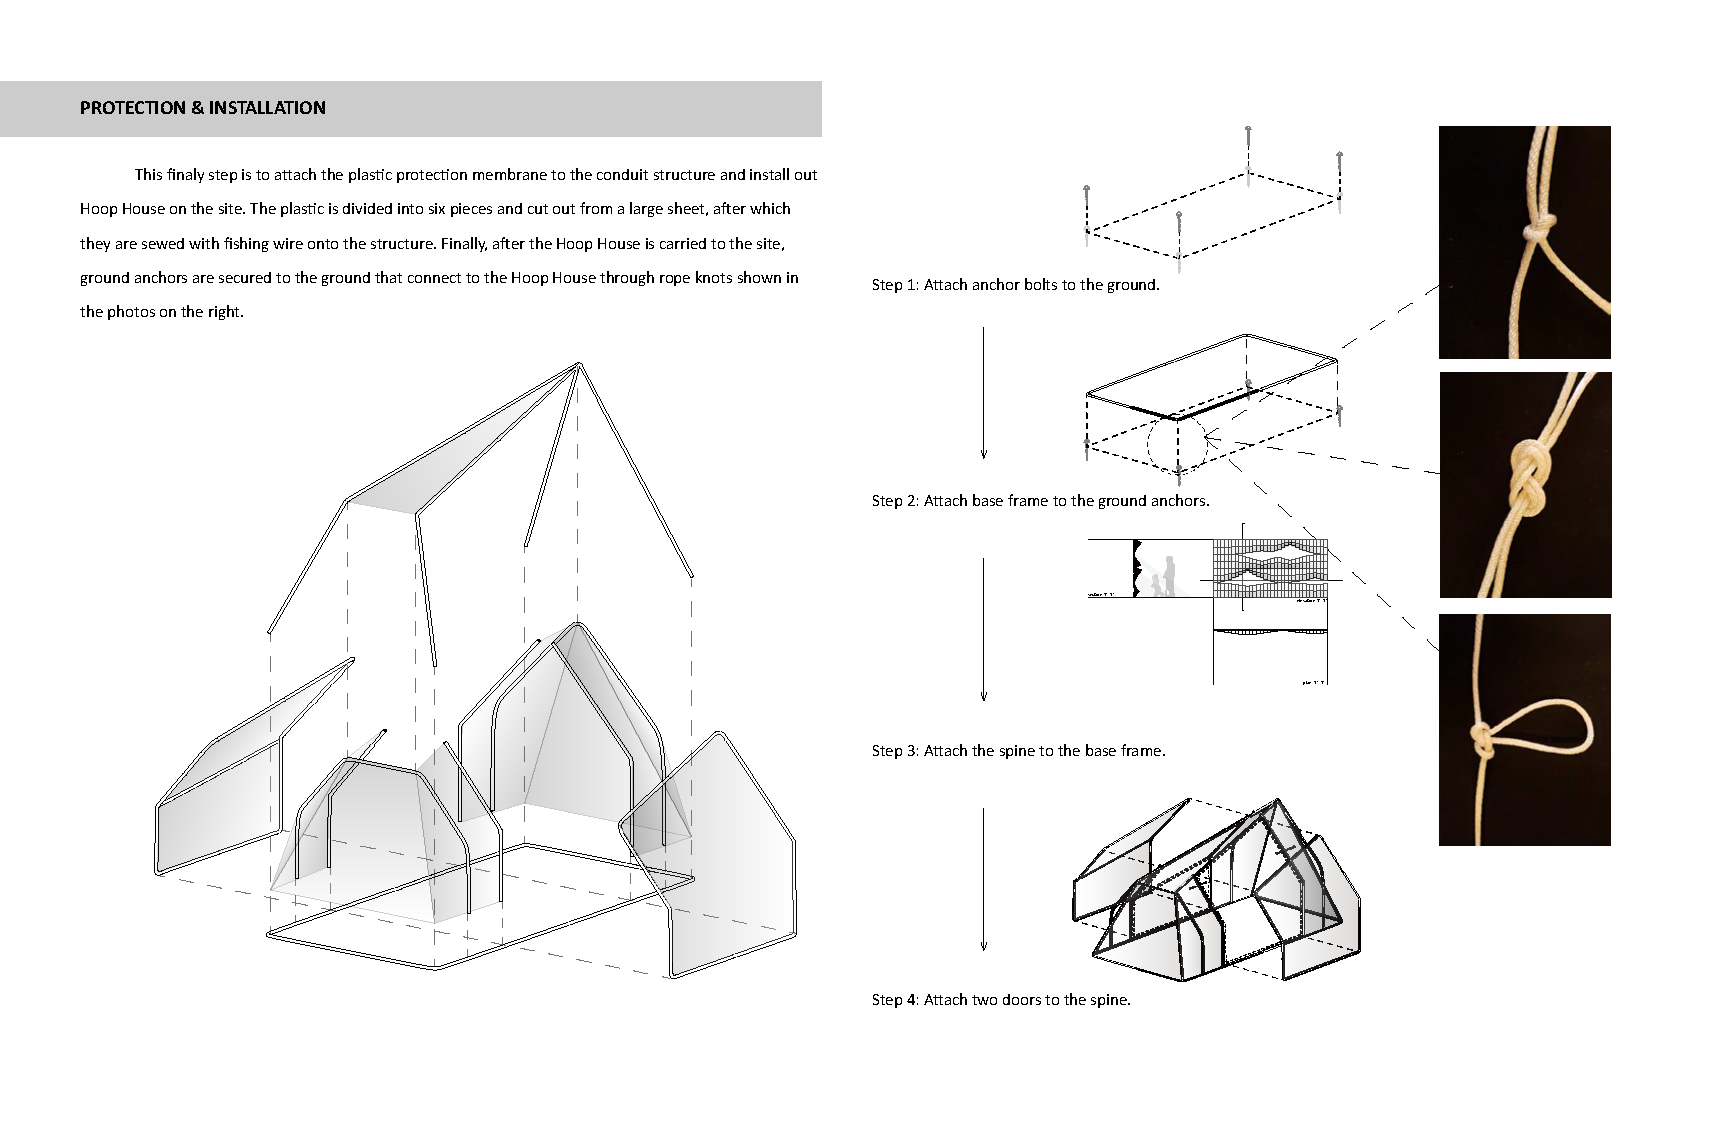 PROTECTION & INSTALLATION
This finaly step is to attach the plastic protection membrane to the conduit structure and install out
Hoop House on the site. The plastic is divided into six pieces and cut out from a large sheet, after which
they are sewed with fishing wire onto the structure. Finally, after the Hoop House is carried to the site,
ground anchors are secured to the ground that connect to the Hoop House through rope knots shown in
the photos on the right.
Step 1: Attach anchor bolts to the ground.
Step 2: Attach base frame to the ground anchors.
Step 3: Attach the spine to the base frame.
Step 4: Attach two doors to the spine.